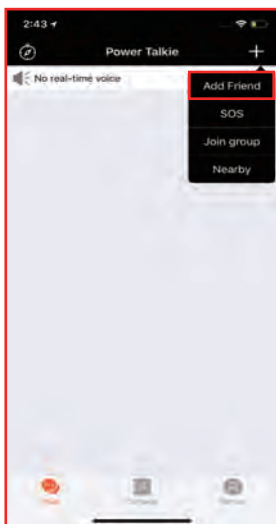 2:43
Power Talkie
No real-time voice
Add Friend
SOS
Join group
Nearby